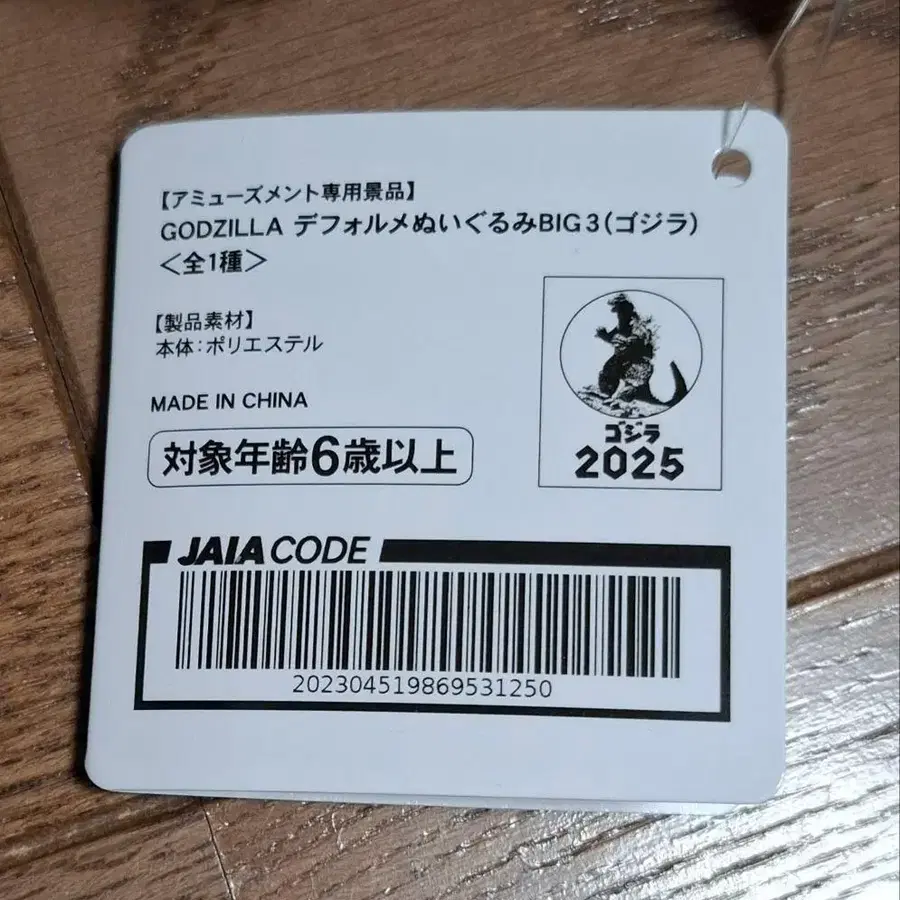 【アミューズメント専用景品】
GODZILLA デフォルメぬいぐるみBIG3(ゴジラ)
＜全1種＞
【製品素材】
本体：ポリエステル
MADE IN CHINA
対象年齢6歳以上
ゴジラ
2025
JAIA CODE
202304519869531250